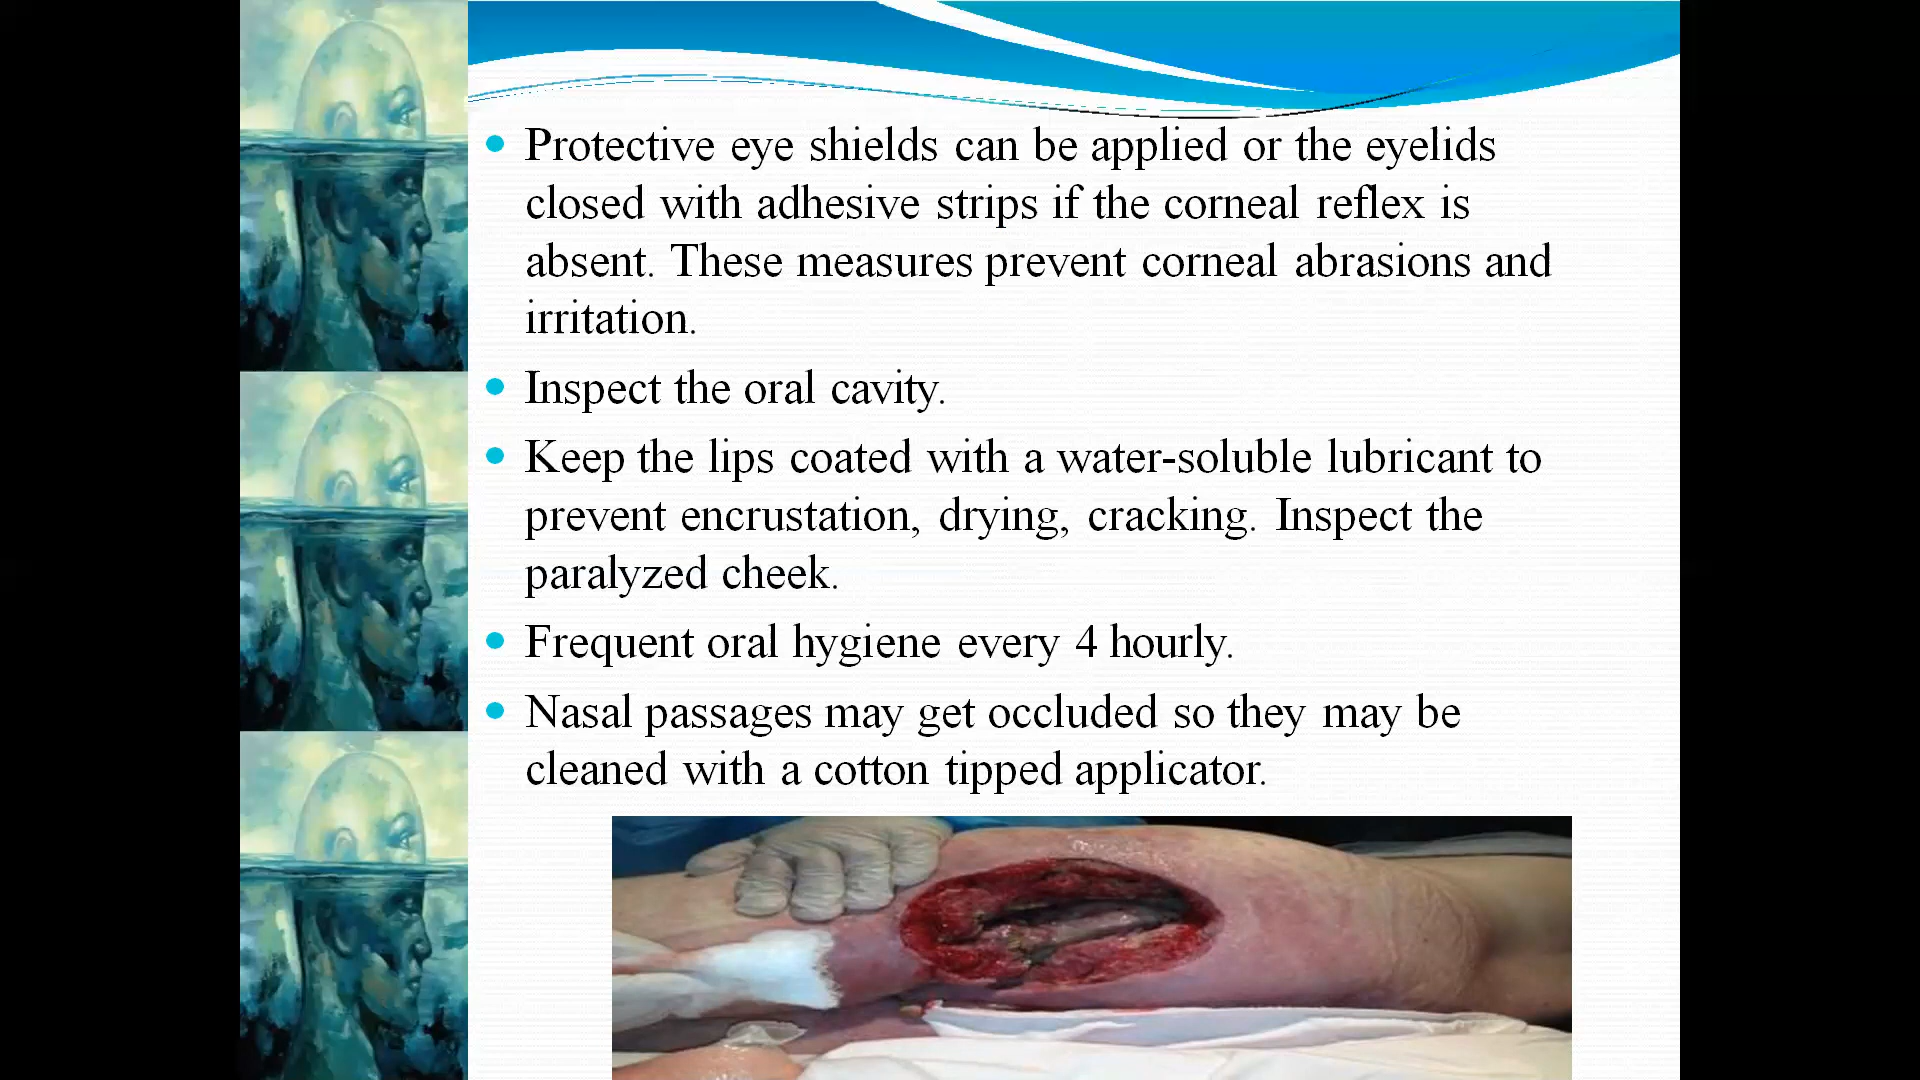 Protective eye shields can be applied or the eyelids
closed with adhesive strips if the corneal reflex is
absent. These measures prevent corneal abrasions and
irritation.
Inspect the oral cavity.
Keep the lips coated with a water-soluble lubricant to
prevent encrustation, drying, cracking. Inspect the
paralyzed cheek.
Frequent oral hygiene every 4 hourly.
Nasal passages may get occluded so they may be
cleaned with a cotton tipped applicator.